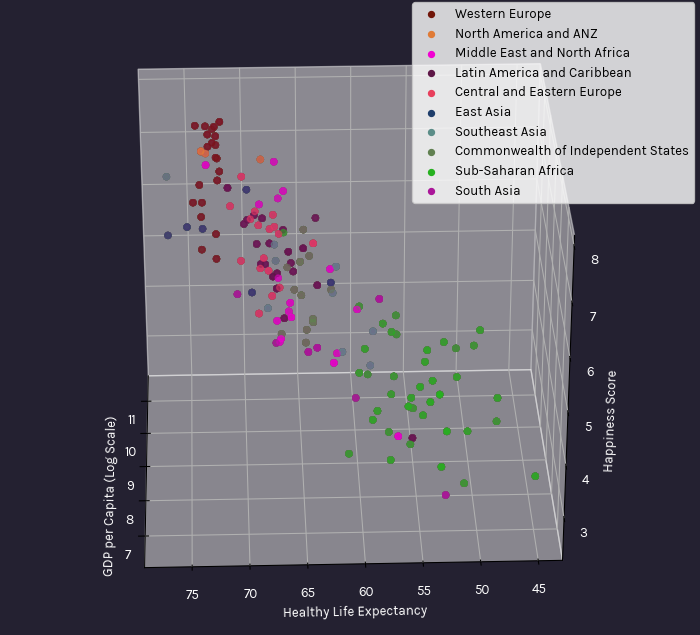 Western Europe
North America and ANZ
Middle East and North Africa
Latin America and Caribbean
Central and Eastern Europe
East Asia
Southeast Asia
Commonwealth of Independent States
Sub-Saharan Africa
South Asia
8
7
6
5
4
3
Happiness Score
11
10
9
8
7
GDP per Capita (Log Scale)
75 70 65 60 55 50 45
Healthy Life Expectancy